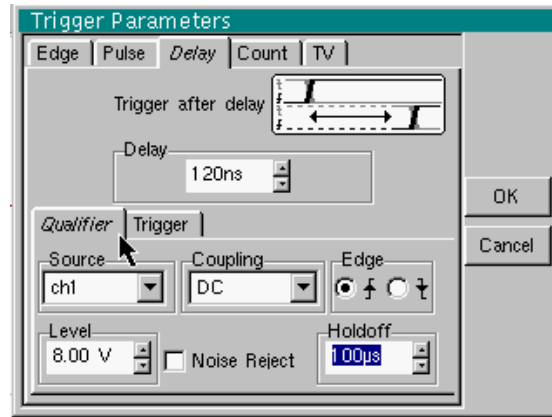 Trigger Parameters
Edge Pulse Delay Count TV
Trigger after delay
Delay
120ns
OK
Qualifier Trigger
Cancel
Source Coupling Edge
ch1 DC
Level Holdoff
8.00 V Noise Reject 100µs